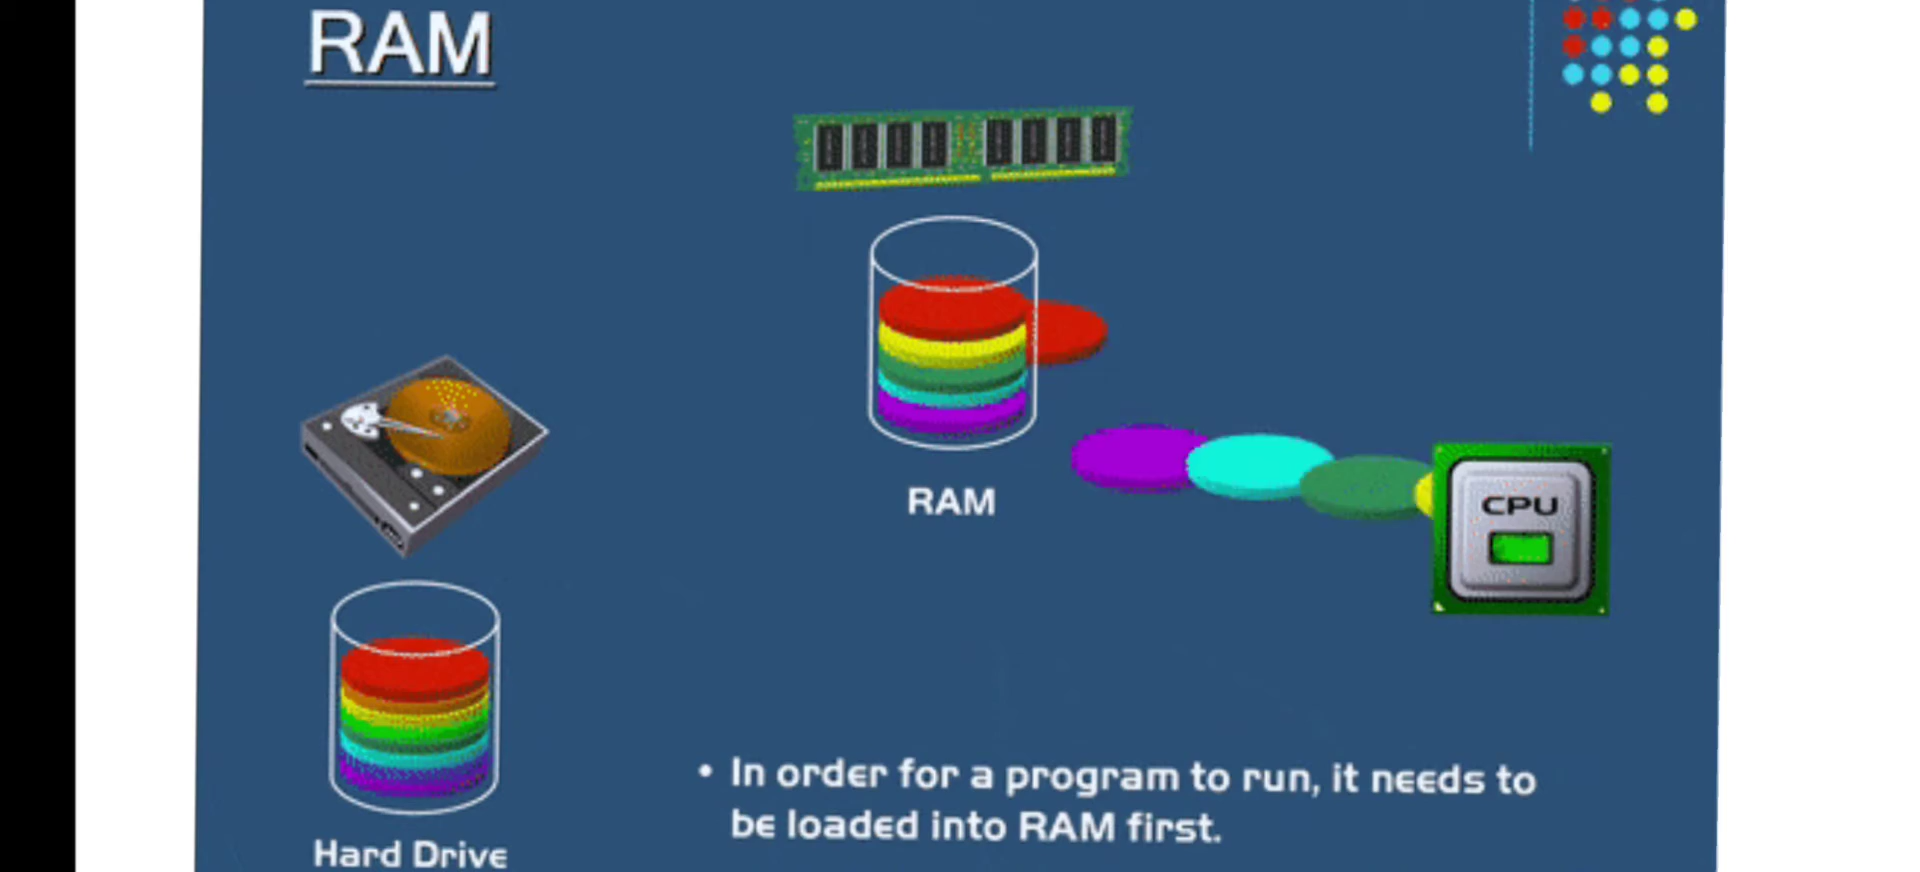 RAM
RAM
CPU
Hard Drive
• In order for a program to run, it needs to
be loaded into RAM first.